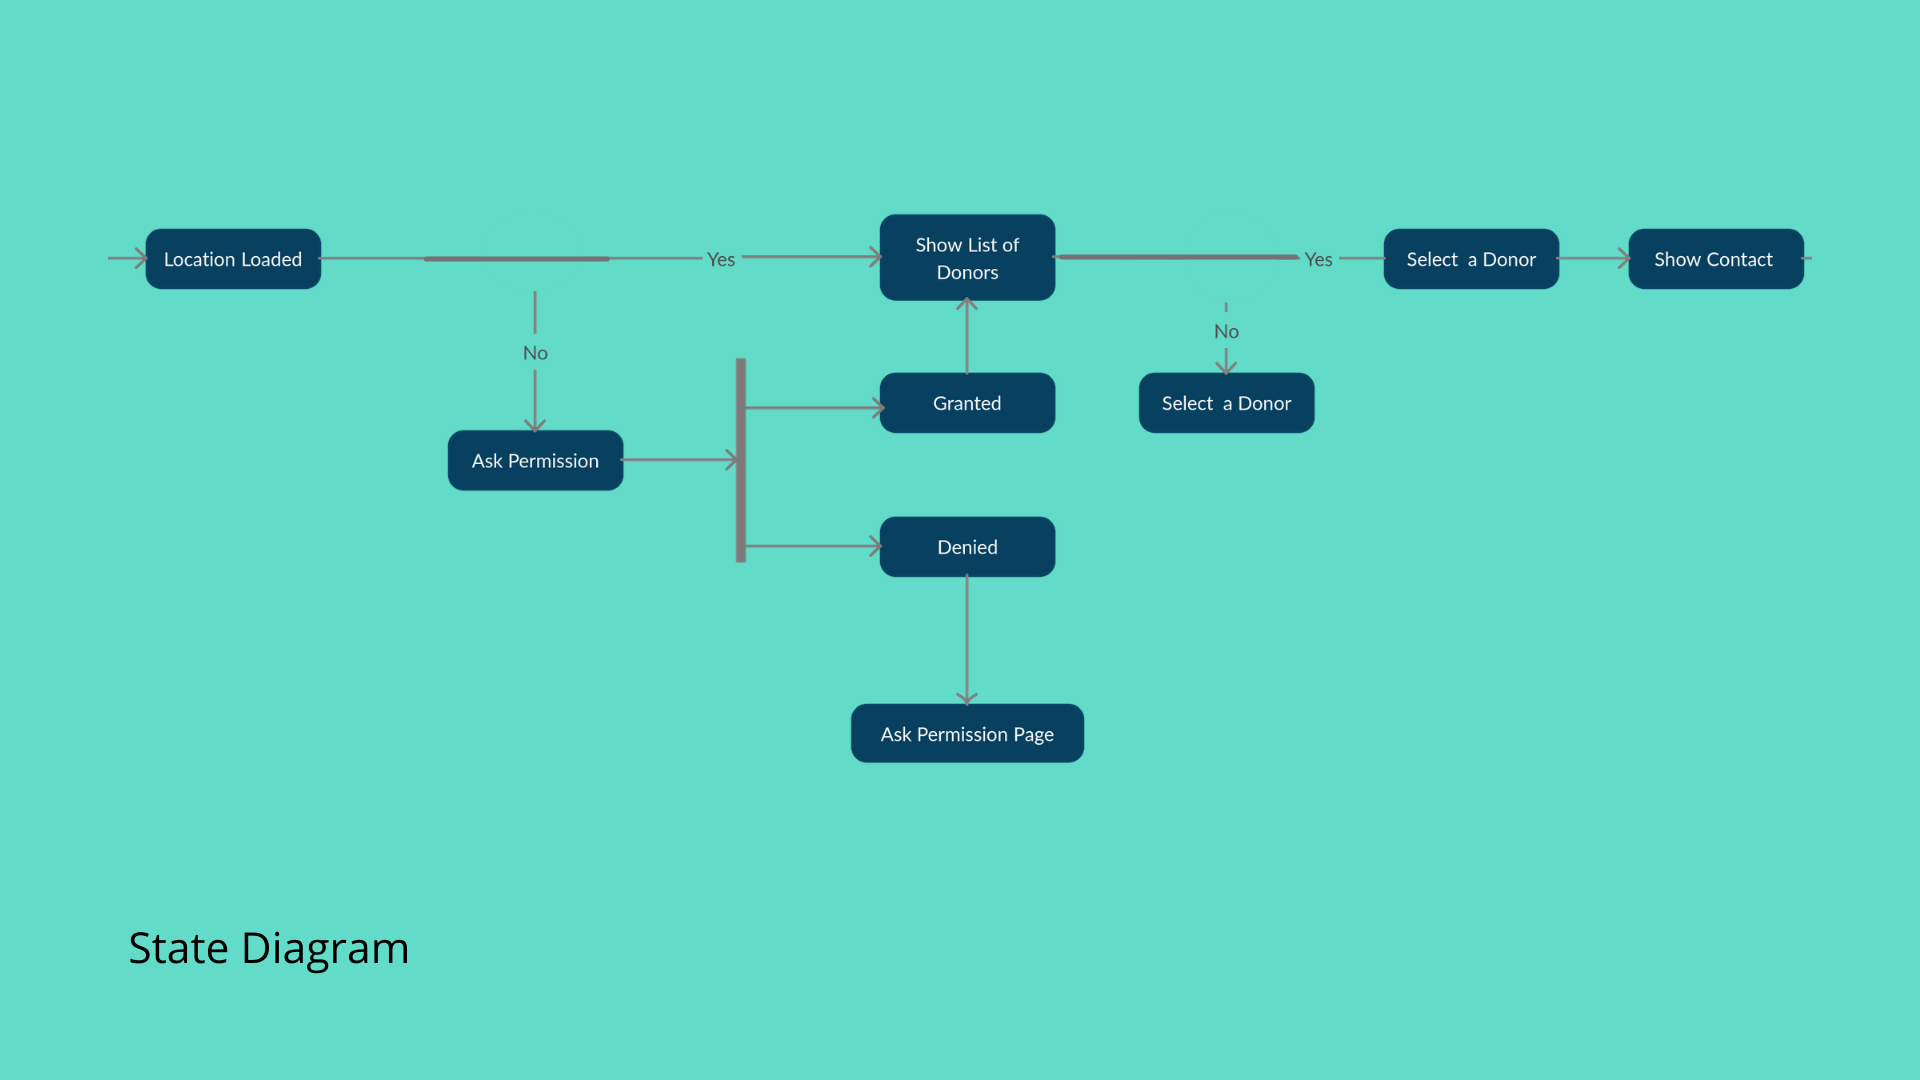 Location Loaded
Yes
Show List of
Donors
Yes
Select a Donor
Show Contact
No
No
Granted
Select a Donor
Ask Permission
Denied
Ask Permission Page
State Diagram